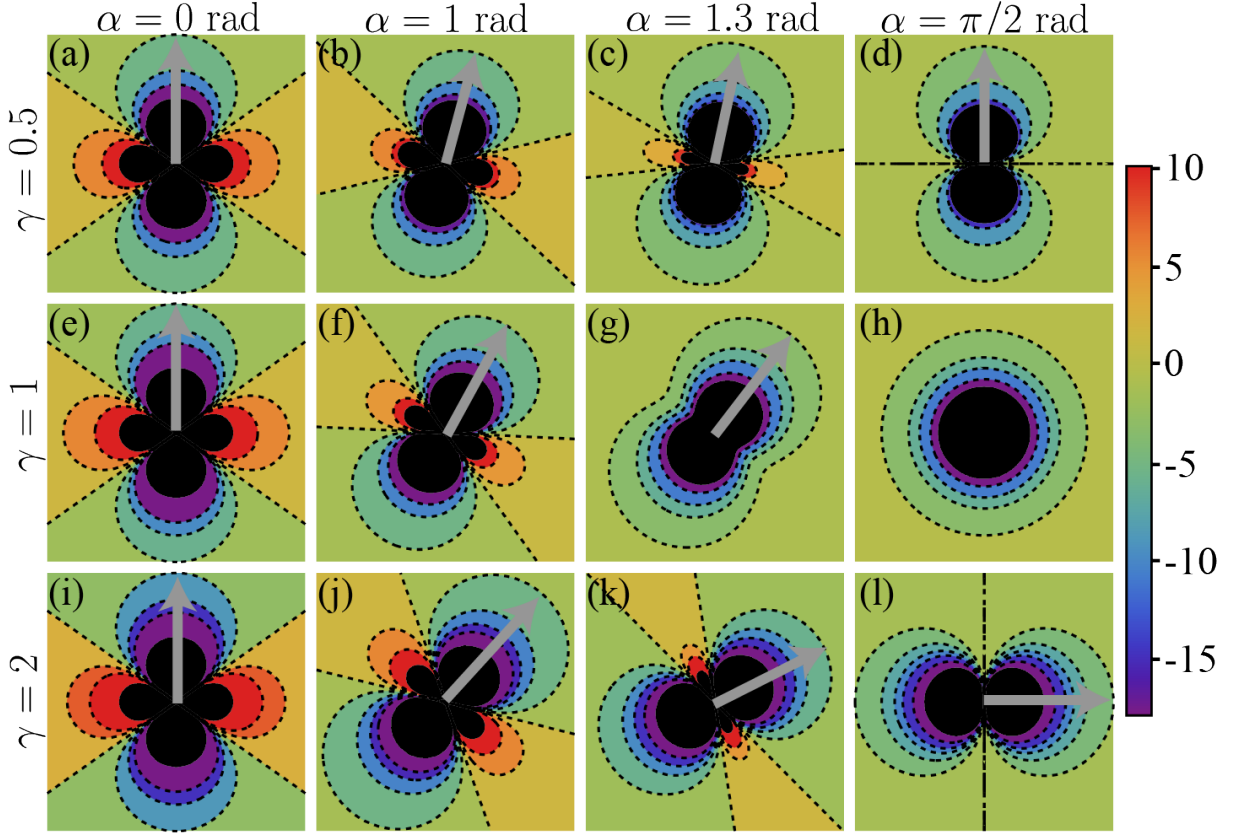 α = 0 rad α = 1 rad α = 1.3 rad α = π/2 rad
γ = 0.5
(a) (b) (c) (d)
γ = 1
(e) (f) (g) (h)
γ = 2
(i) (j) (k) (l)
10
5
0
-5
-10
-15